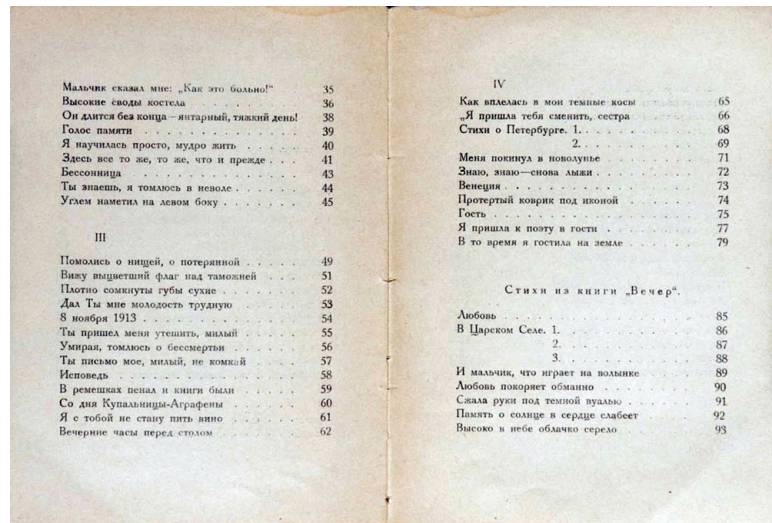 Мальчик сказал мне: „Как это больно!“ 35
Высокие своды костела . . . . . . . 36
Он длится без конца—янтарный, тяжкий день! 38
Голос памяти . . . . . . . . . . . 39
Я научилась просто, мудро жить . . . . 40
Здесь все то же, то же, что и прежде . . . 41
Бессонница . . . . . . . . . . . 43
Ты знаешь, я томлюсь в неволе . . . . . 44
Углем наметил на левом боку . . . . . 45
III
Помолись о нищей, о потерянной . . . . 49
Вижу выцветший флаг над таможней . . . 51
Плотно сомкнуты губы сухие . . . . . 52
Дал Ты мне молодость трудную . . . . 53
8 ноября 1913 . . . . . . . . . . 54
Ты пришел меня утешить, милый . . . . 55
Умирая, томлюсь о бессмертьи . . . . . 56
Ты письмо мое, милый, не комкай . . . . 57
Исповедь . . . . . . . . . . . . 58
В ремешках пенал и книги были . . . . 59
Со дня Купальницы-Аграфены . . . . . 60
Я с тобой не стану пить вино . . . . . 61
Вечерние часы перед столом . . . . . 62
IV
Как вплелась в мои темные косы . . . . 65
„Я пришла тебя сменить, сестра . . . . 66
Стихи о Петербурге. 1. . . . . . . . 68
2. . . . . . . . 69
Меня покинул в новолунье . . . . . . 71
Знаю, знаю—снова лыжи . . . . . . . 72
Венеция . . . . . . . . . . . . 73
Протертый коврик под иконой . . . . . 74
Гость . . . . . . . . . . . . . 75
Я пришла к поэту в гости . . . . . . 77
В то время я гостила на земле . . . . . 79
Стихи из книги „Вечер“.
Любовь . . . . . . . . . . . . 85
В Царском Селе. 1. . . . . . . . . 86
2. . . . . . . . . 87
3. . . . . . . . . 88
И мальчик, что играет на волынке . . . . 89
Любовь покоряет обманно . . . . . . 90
Сжала руки под темной вуалью . . . . . 91
Память о солнце в сердце слабеет . . . . 92
Высоко в небе облачко серело . . . . . 93